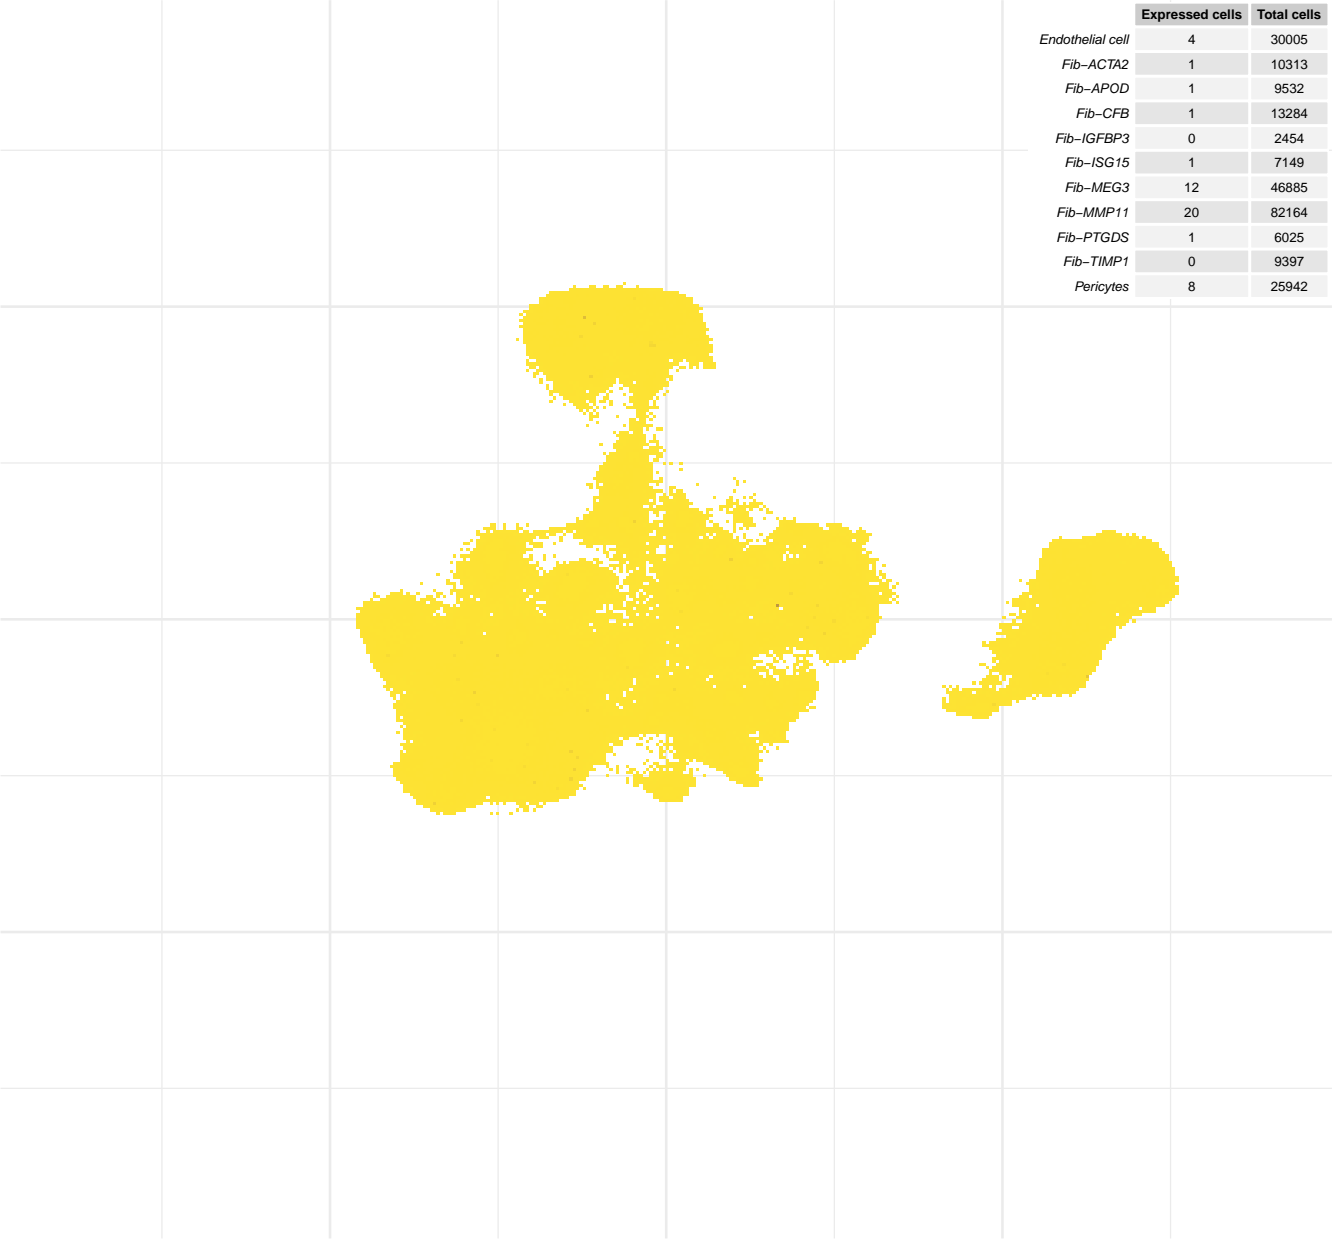 Expressed cells Total cells
Endothelial cell 4 30005
Fib−ACTA2 1 10313
Fib−APOD 1 9532
Fib−CFB 1 13284
Fib−IGFBP3 0 2454
Fib−ISG15 1 7149
Fib−MEG3 12 46885
Fib−MMP11 20 82164
Fib−PTGDS 1 6025
Fib−TIMP1 0 9397
Pericytes 8 25942